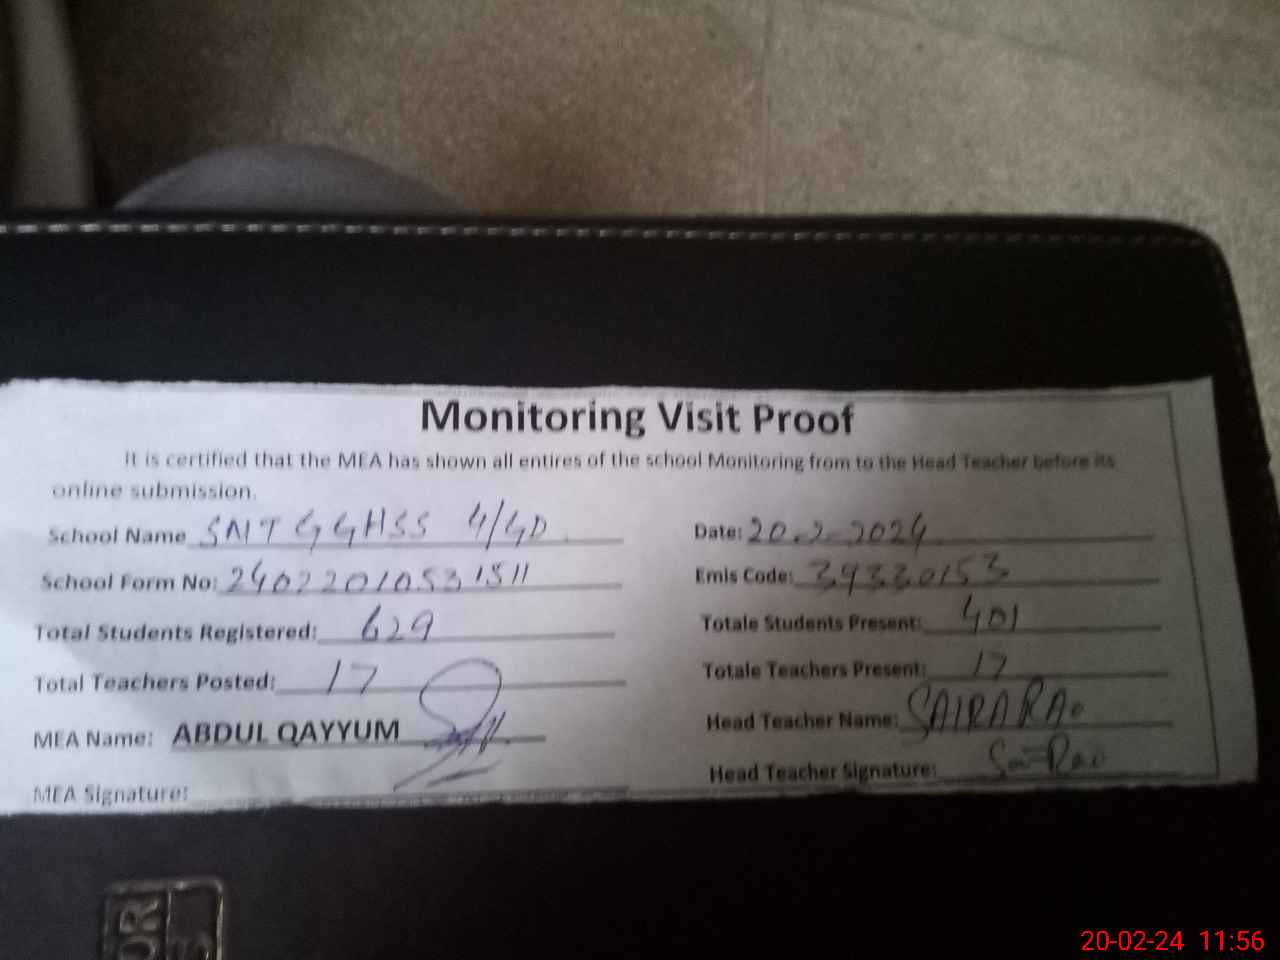 Monitoring Visit Proof
It is certified that the MEA has shown all entires of the school Monitoring from to the Head Teacher before its
online submission.
School Name SMT GGHSS 4/GD Date: 20-2-2024
School Form No: 2402201053 1511 Emis Code: 39330153
Total Students Registered: 629 Totale Students Present: 401
Total Teachers Posted: 17 Totale Teachers Present: 17
MEA Name: ABDUL QAYYUM Head Teacher Name: SAIRA RAO
MEA Signature: Head Teacher Signature:
20-02-24 11:56